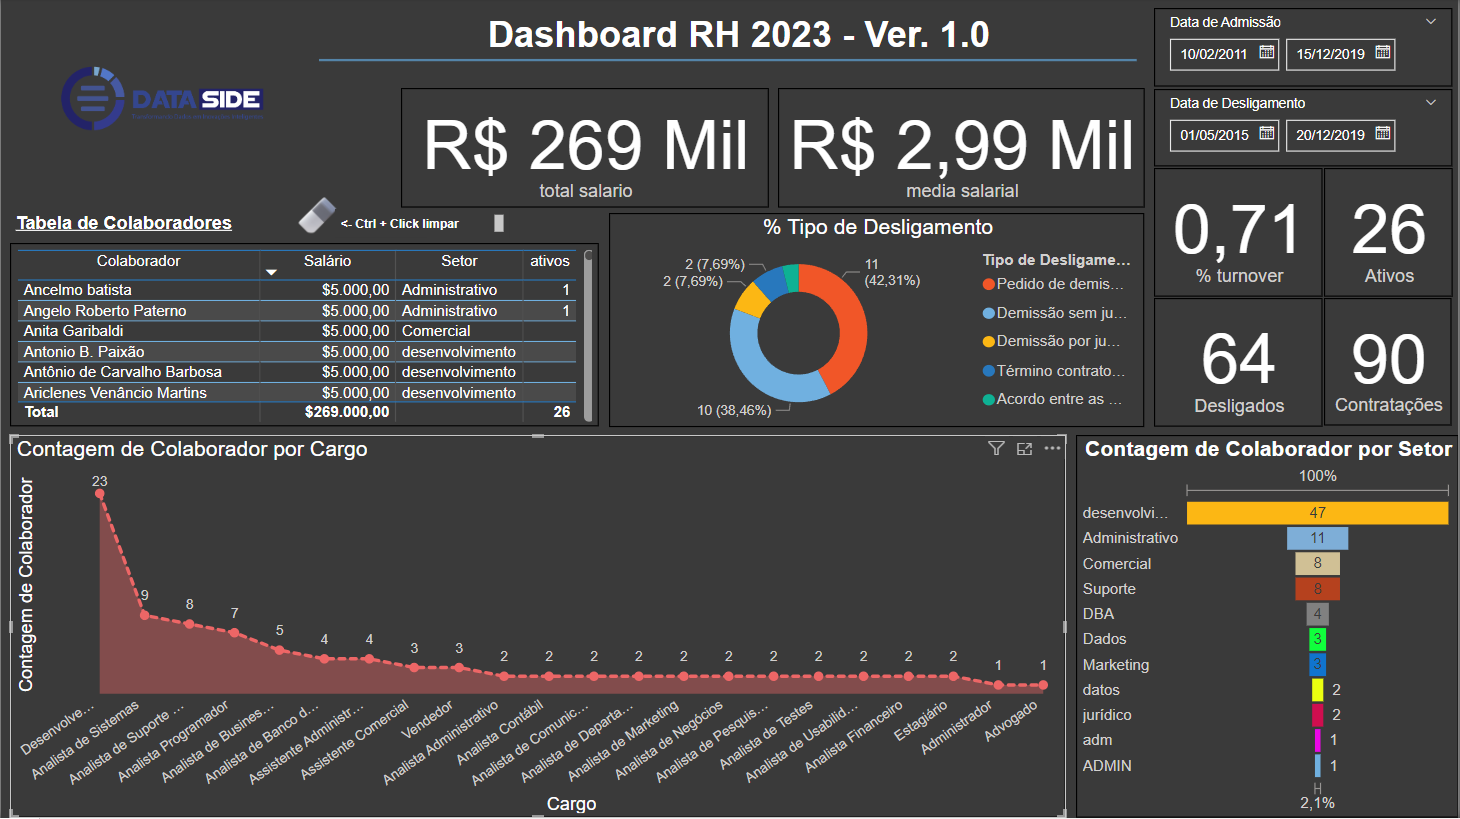 Dashboard RH 2023 - Ver. 1.0
DATA SIDE
R$ 269 Mil
total salario
R$ 2,99 Mil
media salarial
Data de Admissão
10/02/2011
15/12/2019
Data de Desligamento
01/05/2015
20/12/2019
0,71
% turnover
26
Ativos
64
Desligados
90
Contratações
Tabela de Colaboradores
<- Ctrl + Click limpar
Colaborador Salário Setor ativos
Ancelmo batista $5.000,00 Administrativo 1
Angelo Roberto Paterno $5.000,00 Administrativo 1
Anita Garibaldi $5.000,00 Comercial
Antonio B. Paixão $5.000,00 desenvolvimento
Antônio de Carvalho Barbosa $5.000,00 desenvolvimento
Ariclenes Venâncio Martins $5.000,00 desenvolvimento
Total $269.000,00 26
% Tipo de Desligamento
2 (7,69%)
2 (7,69%)
11
(42,31%)
10 (38,46%)
Tipo de Desligame...
Pedido de demis...
Demissão sem ju...
Demissão por ju...
Término contrato...
Acordo entre as ...
Contagem de Colaborador por Cargo
Contagem de Colaborador
23
9
8
7
5
4
4
3
3
2
2
2
2
2
2
2
2
2
2
2
1
1
Desenvolve...
Analista de Sistemas
Analista de Suporte ...
Analista Programador
Analista de Busines...
Analista de Banco d...
Assistente Administr...
Assistente Comercial
Vendedor
Analista Administrativo
Analista Contábil
Analista de Comunic...
Analista de Departa...
Analista de Marketing
Analista de Negócios
Analista de Pesquis...
Analista de Testes
Analista de Usabilid...
Analista Financeiro
Estagiário
Administrador
Advogado
Cargo
Contagem de Colaborador por Setor
100%
desenvolvi... 47
Administrativo 11
Comercial 8
Suporte 8
DBA 4
Dados 3
Marketing 3
datos 2
jurídico 2
adm 1
ADMIN 1
2,1%